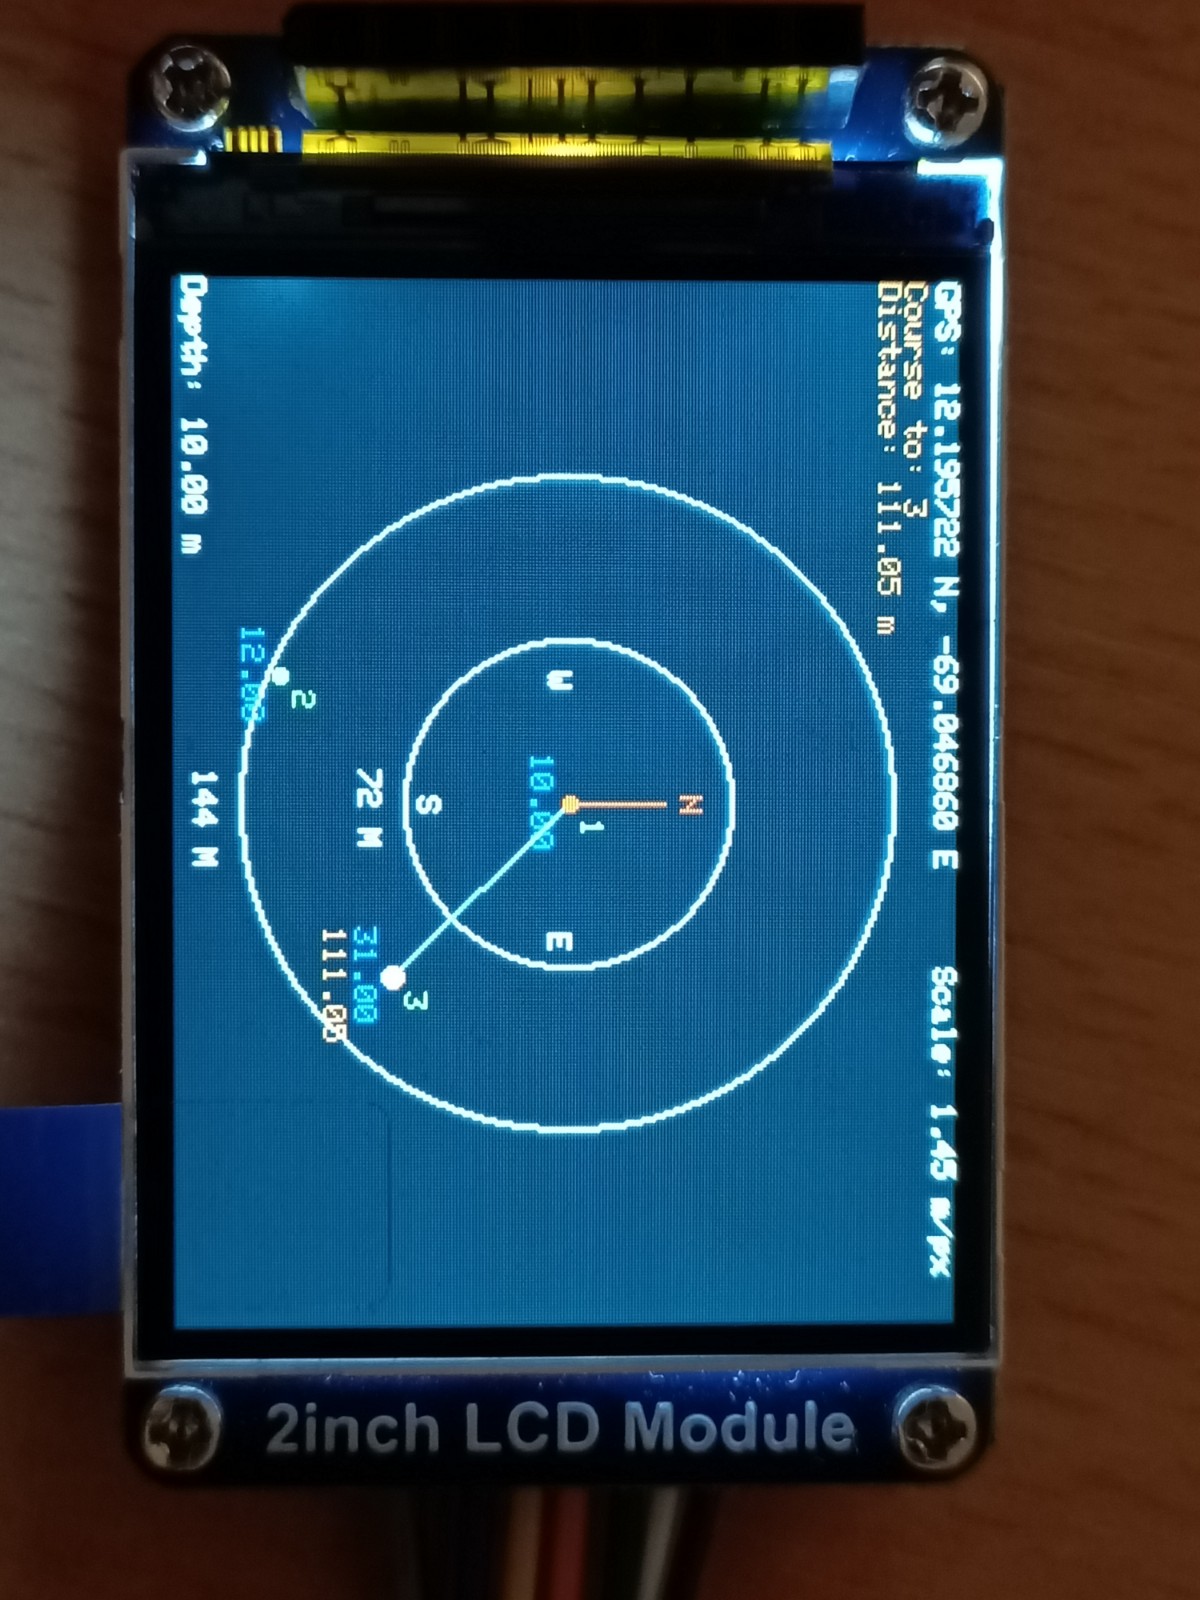 GPS: 12.195722 N, -69.046860 E
Scale: 1.45 m/px
Course to: 3
Distance: 111.05 m
N
1
W
E
10.00
S
3
72 M
31.00
111.05
2
12.00
144 M
Depth: 10.00 m
2inch LCD Module